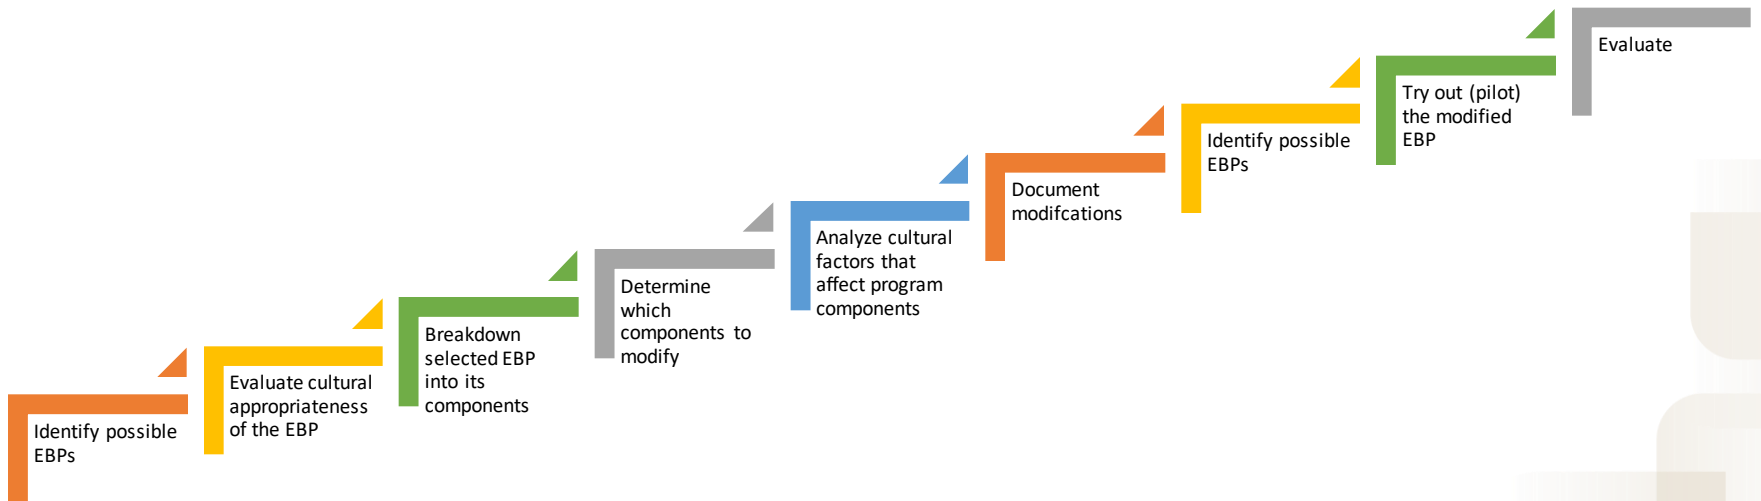 Identify possible
EBPs
Evaluate cultural
appropriateness
of the EBP
Breakdown
selected EBP
into its
components
Determine
which
components to
modify
Analyze cultural
factors that
affect program
components
Document
modifcations
Identify possible
EBPs
Try out (pilot)
the modified
EBP
Evaluate